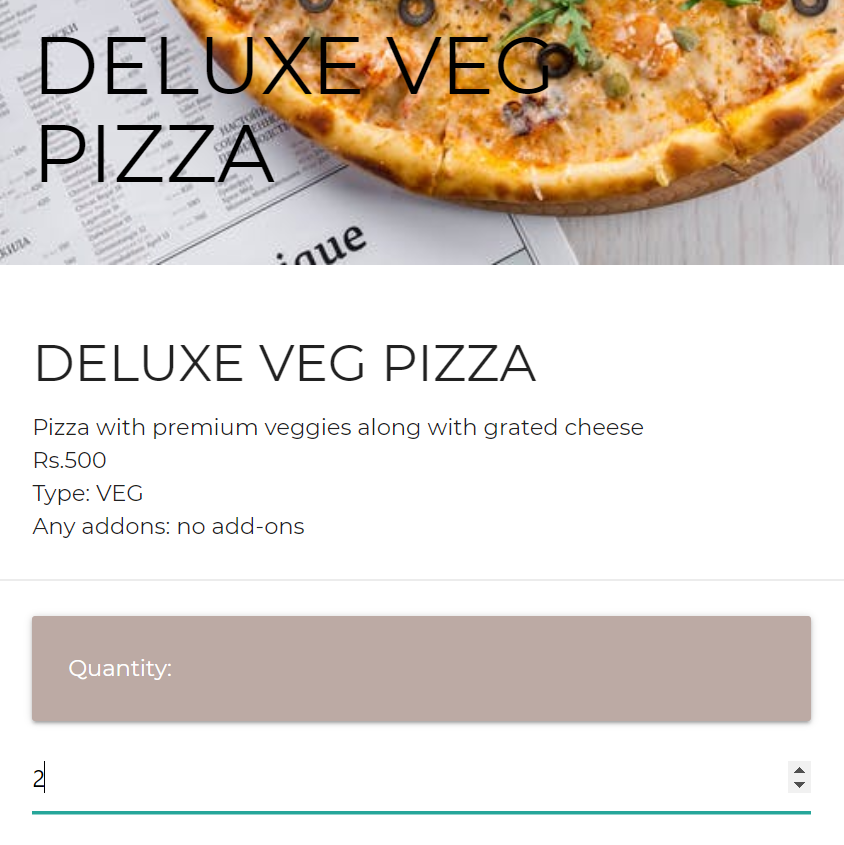 DELUXE VEG
PIZZA
ique
DELUXE VEG PIZZA
Pizza with premium veggies along with grated cheese
Rs.500
Type: VEG
Any addons: no add-ons
Quantity:
2